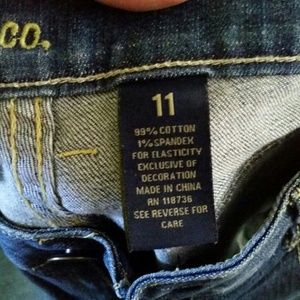 co.
11
99% COTTON
1% SPANDEX
FOR ELASTICITY
EXCLUSIVE OF
DECORATION
MADE IN CHINA
RN 118736
SEE REVERSE FOR
CARE